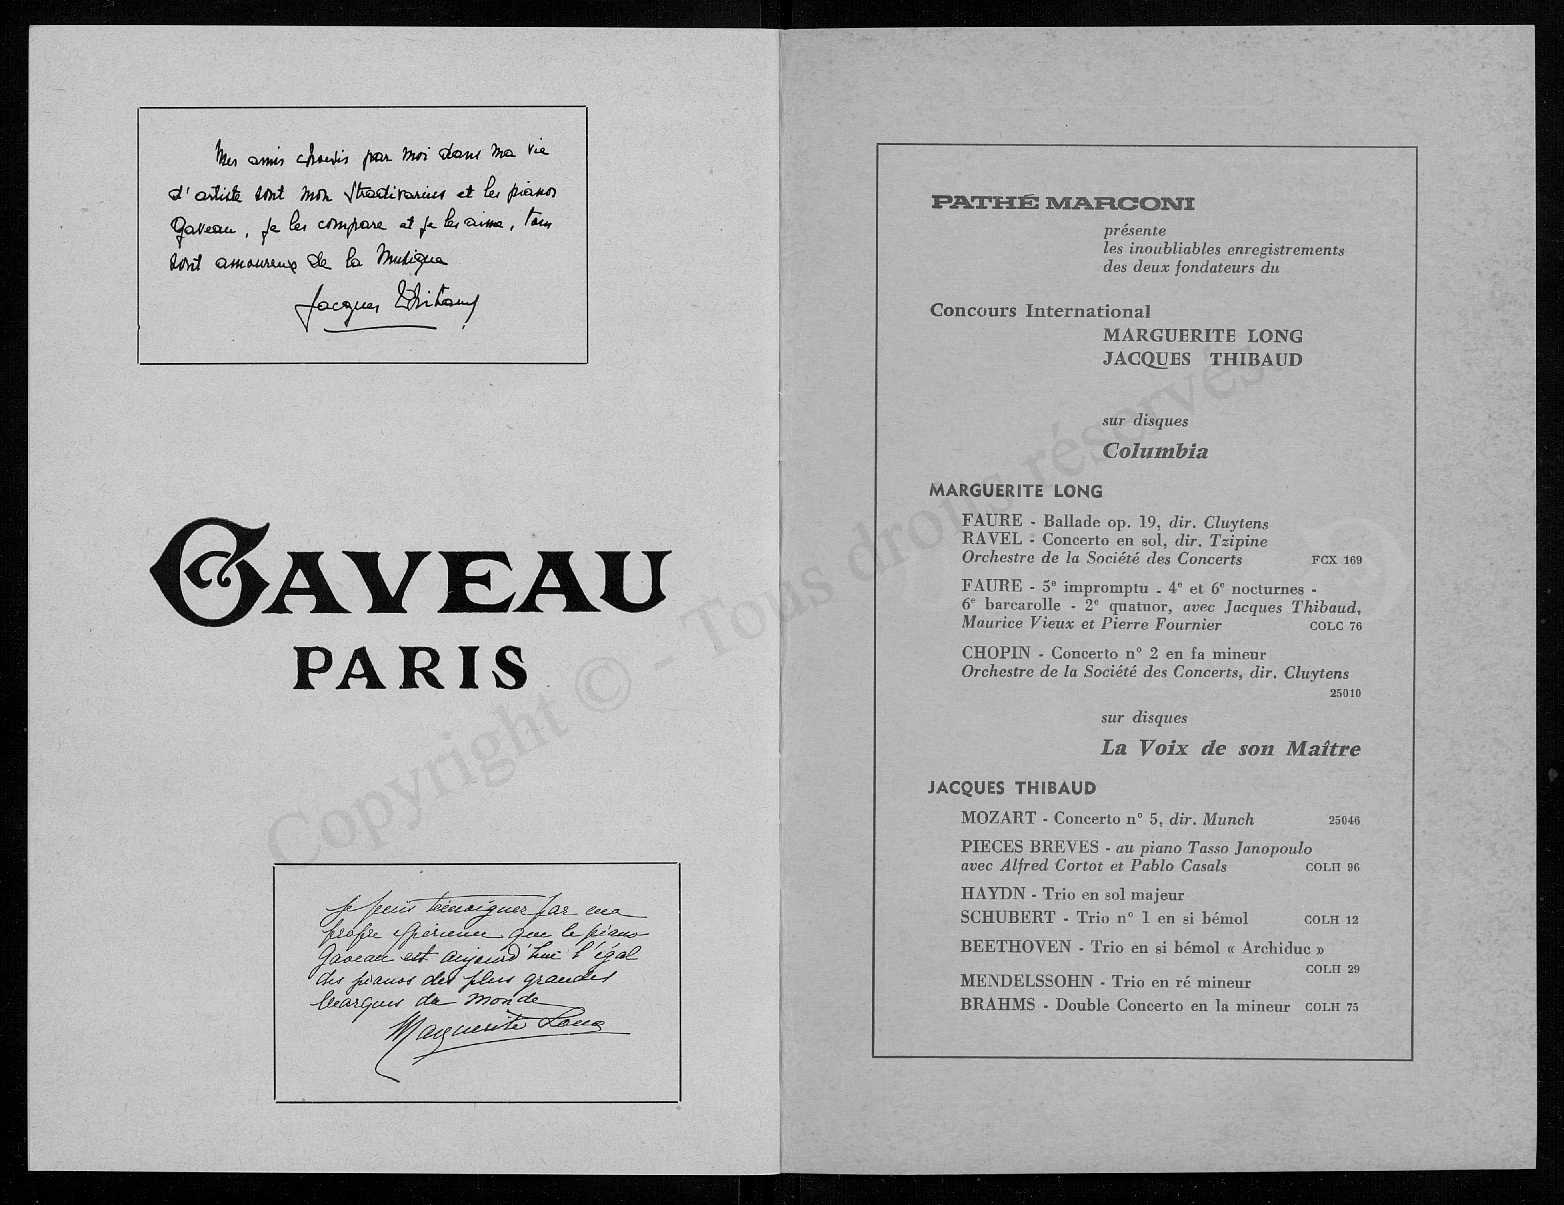 Mes amis choisis par moi dans ma vie
d'artiste sont mon Stradivarius et les pianos
Gaveau, je les compare et je les aime, tous
sont amoureux de la Musique
Jacques Thibaud
GAVEAU
PARIS
Je puis témoigner par ma
propre expérience que le piano
Gaveau est aujourd'hui l'égal
des pianos des plus grandes
marques du monde
Marguerite Long
PATHÉ MARCONI
présente
les inoubliables enregistrements
des deux fondateurs du
Concours International
MARGUERITE LONG
JACQUES THIBAUD
sur disques
Columbia
MARGUERITE LONG
FAURE - Ballade op. 19, dir. Cluytens
RAVEL - Concerto en sol, dir. Tzipine
Orchestre de la Société des Concerts FCX 169
FAURE - 5e impromptu - 4e et 6e nocturnes -
6e barcarolle - 2e quatuor, avec Jacques Thibaud,
Maurice Vieux et Pierre Fournier COLC 76
CHOPIN - Concerto n° 2 en fa mineur
Orchestre de la Société des Concerts, dir. Cluytens
25010
sur disques
La Voix de son Maître
JACQUES THIBAUD
MOZART - Concerto n° 5, dir. Munch 25046
PIECES BREVES - au piano Tasso Janopoulo
avec Alfred Cortot et Pablo Casals COLH 96
HAYDN - Trio en sol majeur
SCHUBERT - Trio n° 1 en si bémol COLH 12
BEETHOVEN - Trio en si bémol « Archiduc »
COLH 29
MENDELSSOHN - Trio en ré mineur
BRAHMS - Double Concerto en la mineur COLH 75
Copyright © - Tous droits réservés.